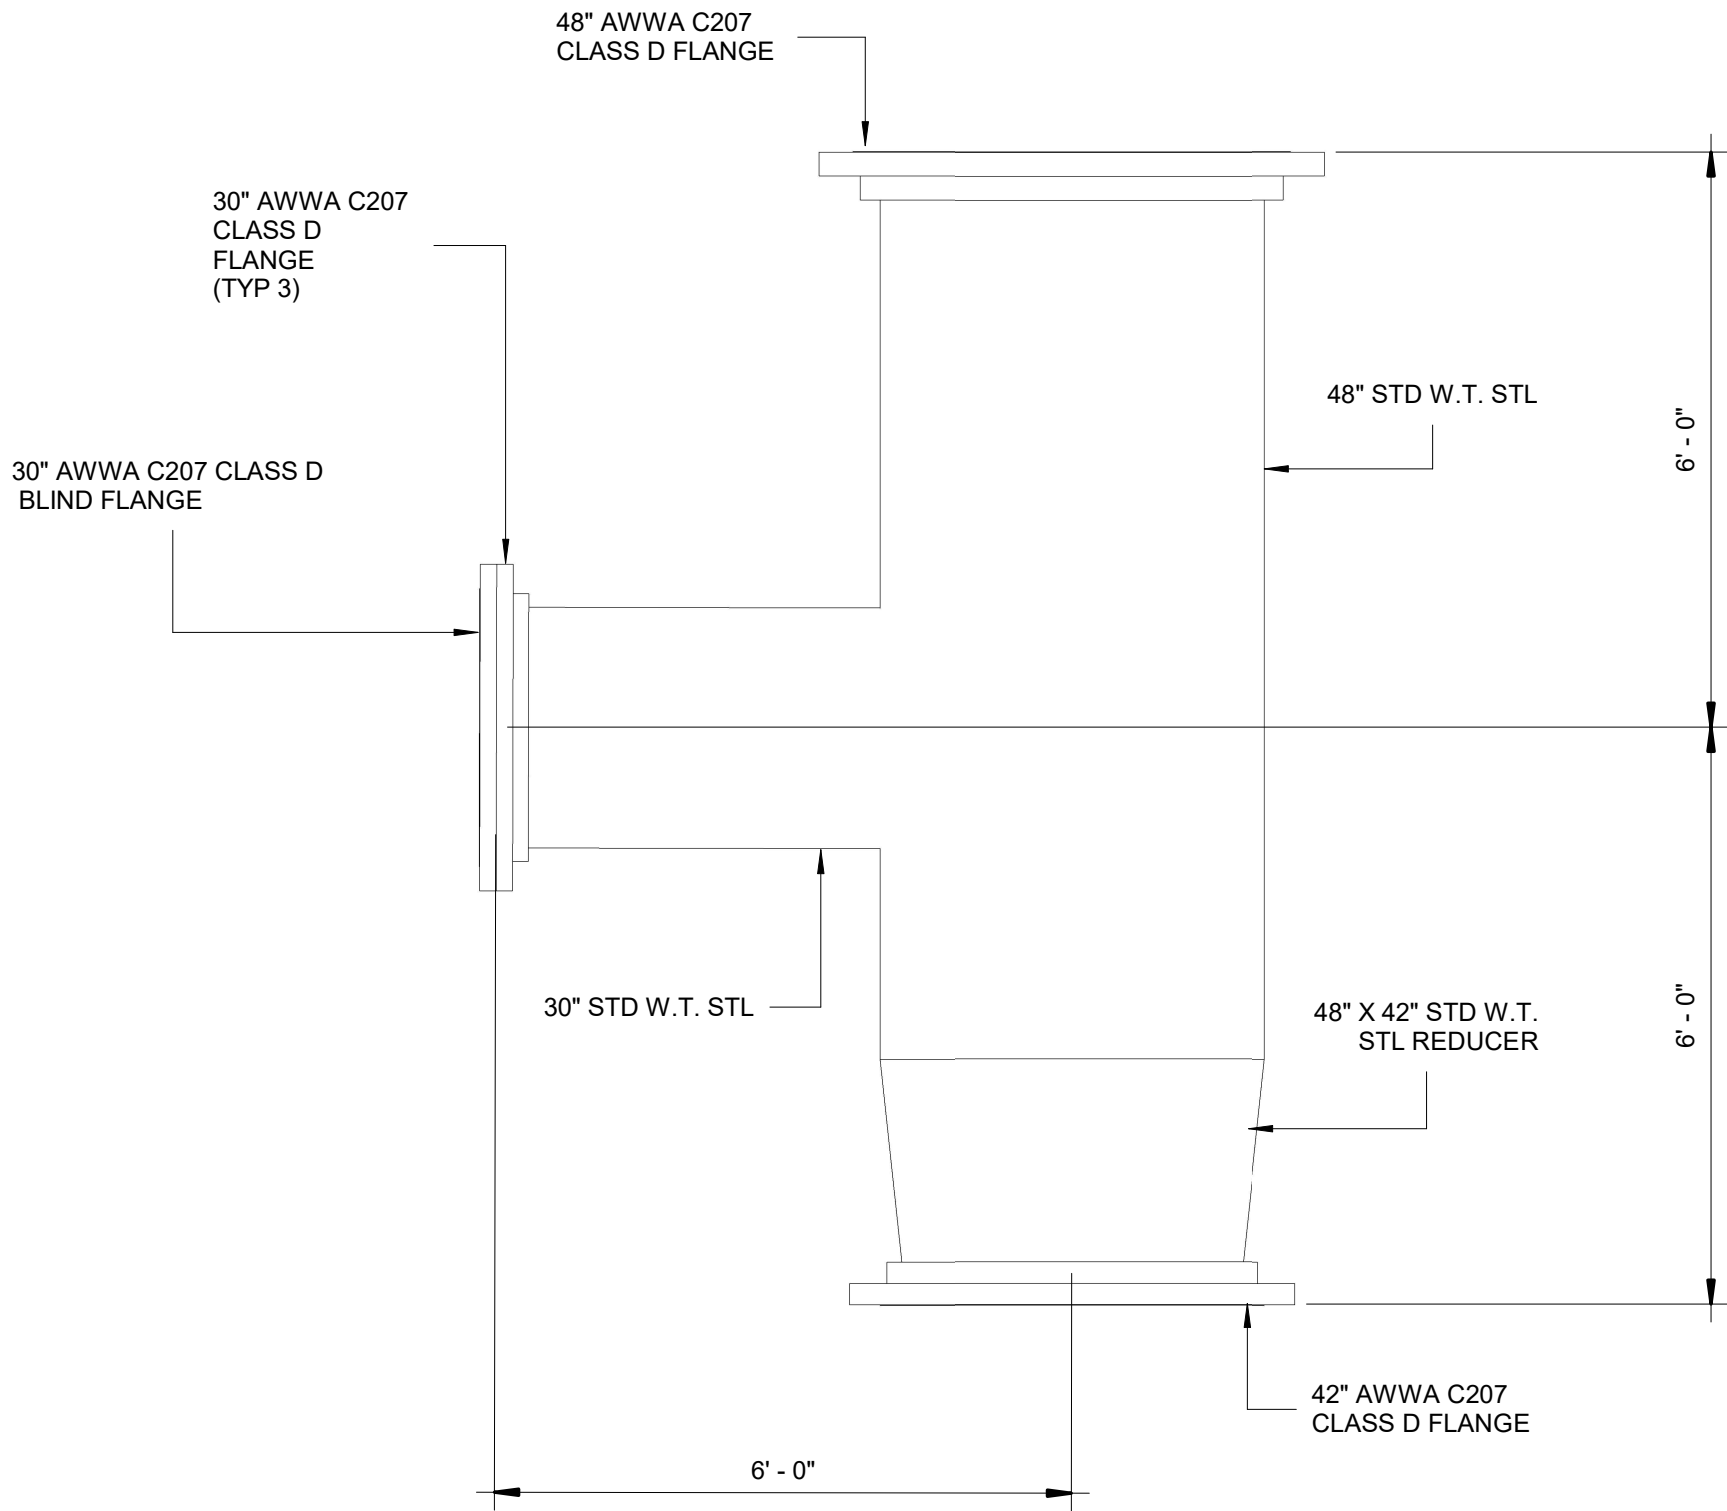 48" AWWA C207
CLASS D FLANGE
30" AWWA C207
CLASS D
FLANGE
(TYP 3)
48" STD W.T. STL
6' - 0"
30" AWWA C207 CLASS D
BLIND FLANGE
30" STD W.T. STL
48" X 42" STD W.T.
STL REDUCER
6' - 0"
42" AWWA C207
CLASS D FLANGE
6' - 0"